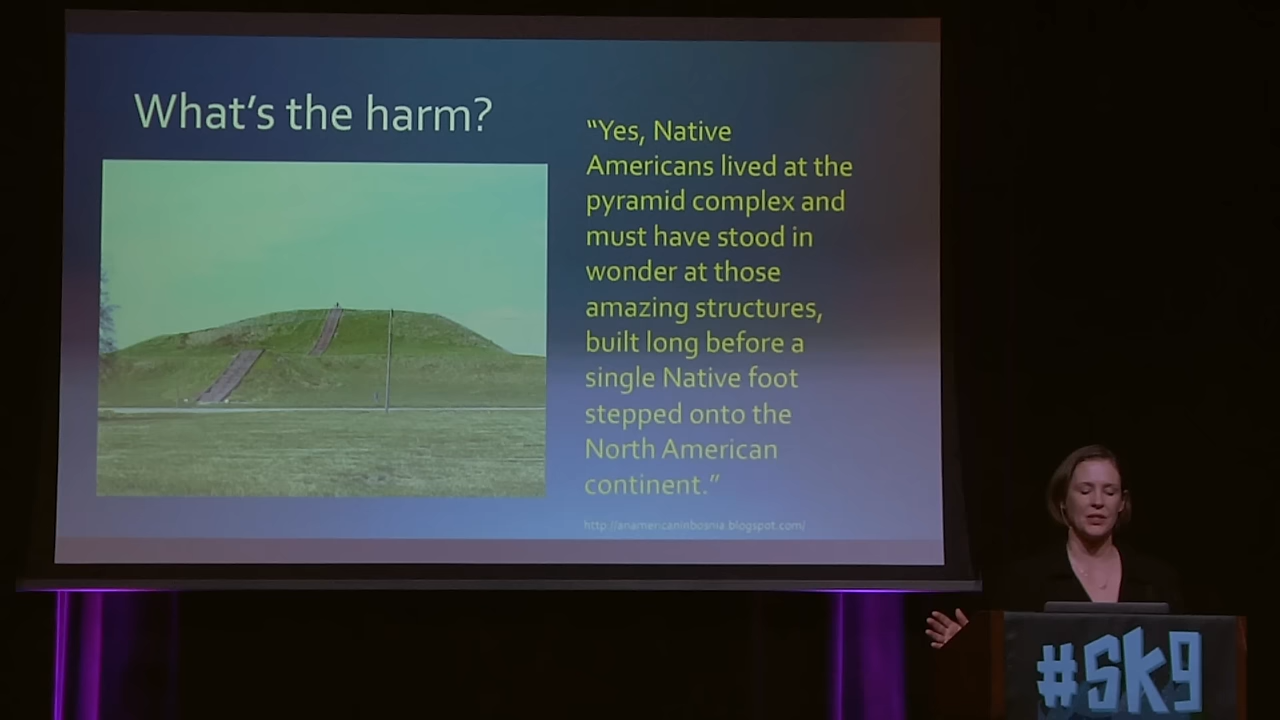 What's the harm?
"Yes, Native
Americans lived at the
pyramid complex and
must have stood in
wonder at those
amazing structures,
built long before a
single Native foot
stepped onto the
North American
continent."
http://anamericaninbosnia.blogspot.com/
#SK9